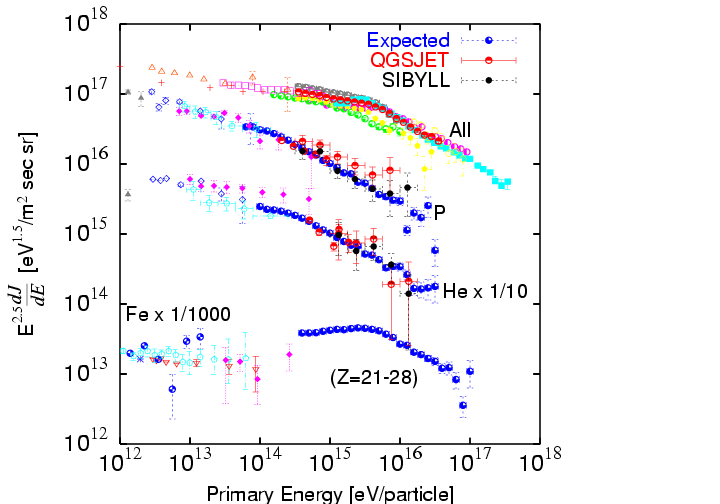 Expected
QGSJET
SIBYLL
10^18
10^17
10^16
10^15
10^14
10^13
10^12
E^2.5 dJ/dE [eV^1.5/m^2 sec sr]
All
P
He x 1/10
Fe x 1/1000
(Z=21-28)
10^12 10^13 10^14 10^15 10^16 10^17 10^18
Primary Energy [eV/particle]